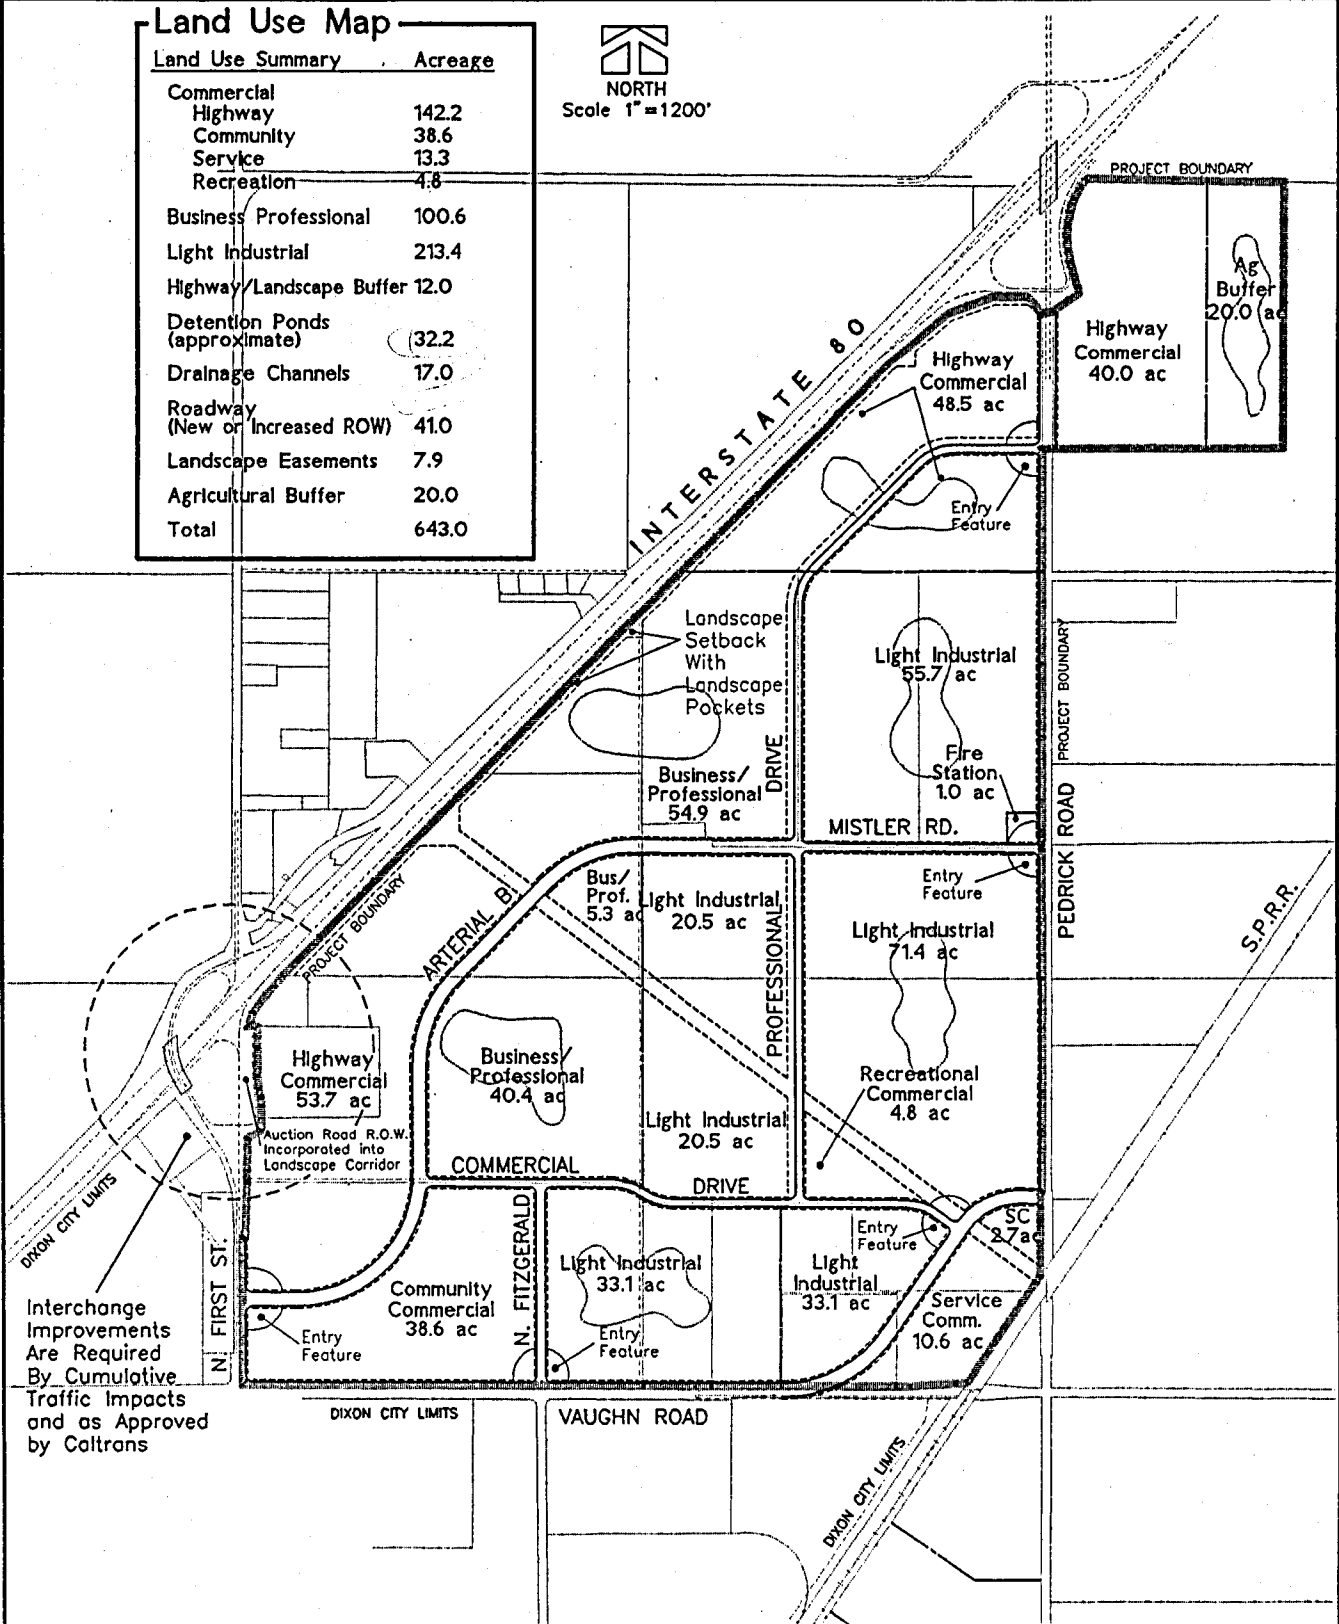 Land Use Map
Land Use Summary Acreage
Commercial
Highway 142.2
Community 38.6
Service 13.3
Recreation 4.8
Business Professional 100.6
Light Industrial 213.4
Highway/Landscape Buffer 12.0
Detention Ponds
(approximate) 32.2
Drainage Channels 17.0
Roadway
(New or Increased ROW) 41.0
Landscape Easements 7.9
Agricultural Buffer 20.0
Total 643.0
NORTH
Scale 1"=1200'
PROJECT BOUNDARY
Ag
Buffer
20.0 ac
Highway
Commercial
40.0 ac
INTERSTATE 80
Highway
Commercial
48.5 ac
Entry
Feature
Landscape
Setback
With
Landscape
Pockets
Light Industrial
55.7 ac
PROJECT BOUNDARY
Fire
Station
1.0 ac
DRIVE
Business/
Professional
54.9 ac
MISTLER RD.
PEDRICK ROAD
Entry
Feature
Bus/
Prof.
5.3 ac
Light Industrial
20.5 ac
ARTERIAL B
PROJECT BOUNDARY
PROFESSIONAL
Light Industrial
71.4 ac
S.P.R.R.
Highway
Commercial
53.7 ac
Business/
Professional
40.4 ac
Recreational
Commercial
4.8 ac
Light Industrial
20.5 ac
Auction Road R.O.W.
Incorporated into
Landscape Corridor
COMMERCIAL
DRIVE
DIXON CITY LIMITS
N. FIRST ST.
N. FITZGERALD
SC
2.7ac
Entry
Feature
Light Industrial
33.1 ac
Light
Industrial
33.1 ac
Community
Commercial
38.6 ac
Service
Comm.
10.6 ac
Entry
Feature
Entry
Feature
Interchange
Improvements
Are Required
By Cumulative
Traffic Impacts
and as Approved
by Caltrans
DIXON CITY LIMITS
VAUGHN ROAD
DIXON CITY LIMITS